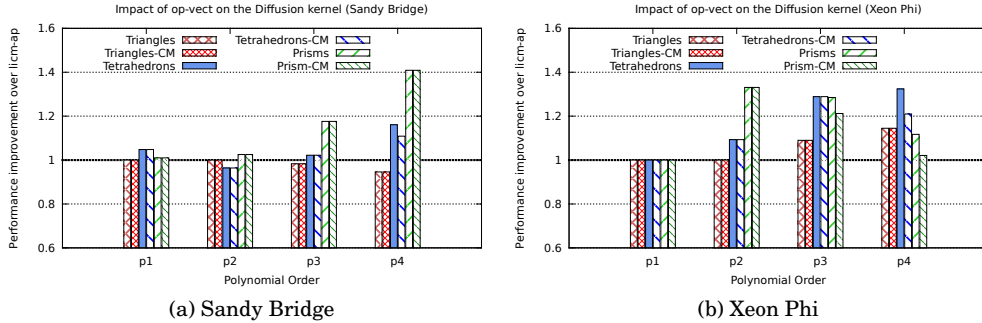 Impact of op-vect on the Diffusion kernel (Sandy Bridge)
Performance improvement over licm-ap
1.6
1.4
1.2
1
0.8
0.6
Triangles
Triangles-CM
Tetrahedrons
Tetrahedrons-CM
Prisms
Prism-CM
p1 p2 p3 p4
Polynomial Order
(a) Sandy Bridge
Impact of op-vect on the Diffusion kernel (Xeon Phi)
Performance improvement over licm-ap
1.6
1.4
1.2
1
0.8
0.6
Triangles
Triangles-CM
Tetrahedrons
Tetrahedrons-CM
Prisms
Prism-CM
p1 p2 p3 p4
Polynomial Order
(b) Xeon Phi